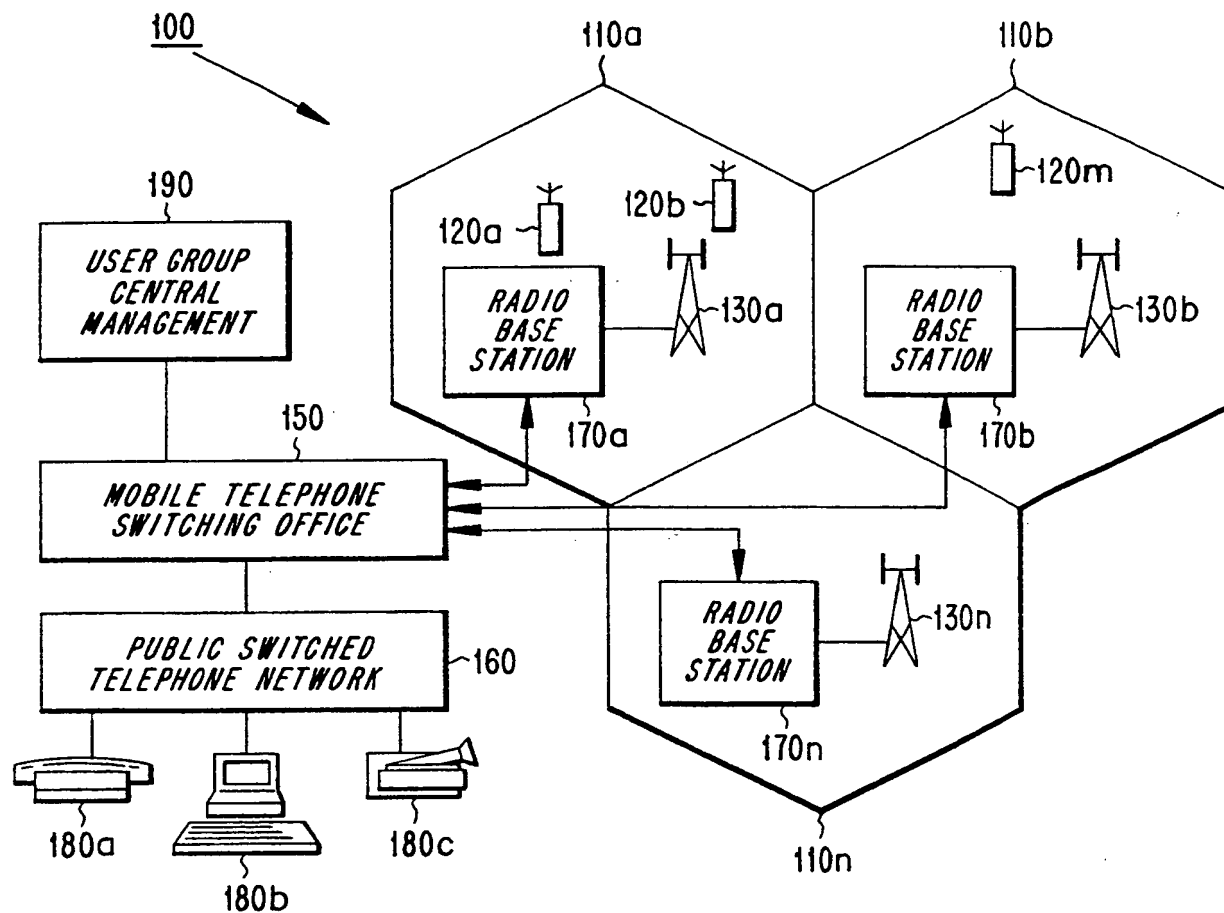 100
110a
110b
190
USER GROUP
CENTRAL
MANAGEMENT
120a
120b
120m
RADIO
BASE
STATION
130a
RADIO
BASE
STATION
130b
170a
170b
150
MOBILE TELEPHONE
SWITCHING OFFICE
RADIO
BASE
STATION
130n
PUBLIC SWITCHED
TELEPHONE NETWORK
160
170n
180a
180b
180c
110n